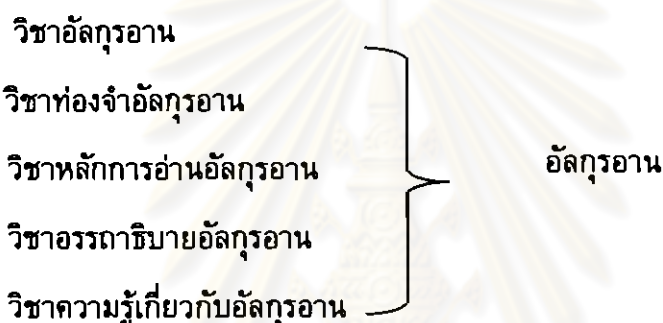 วิชาอัลกุรอาน
วิชาท่องจำอัลกุรอาน
วิชาหลักการอ่านอัลกุรอาน
อัลกุรอาน
วิชาอรรถาธิบายอัลกุรอาน
วิชาความรู้เกี่ยวกับอัลกุรอาน